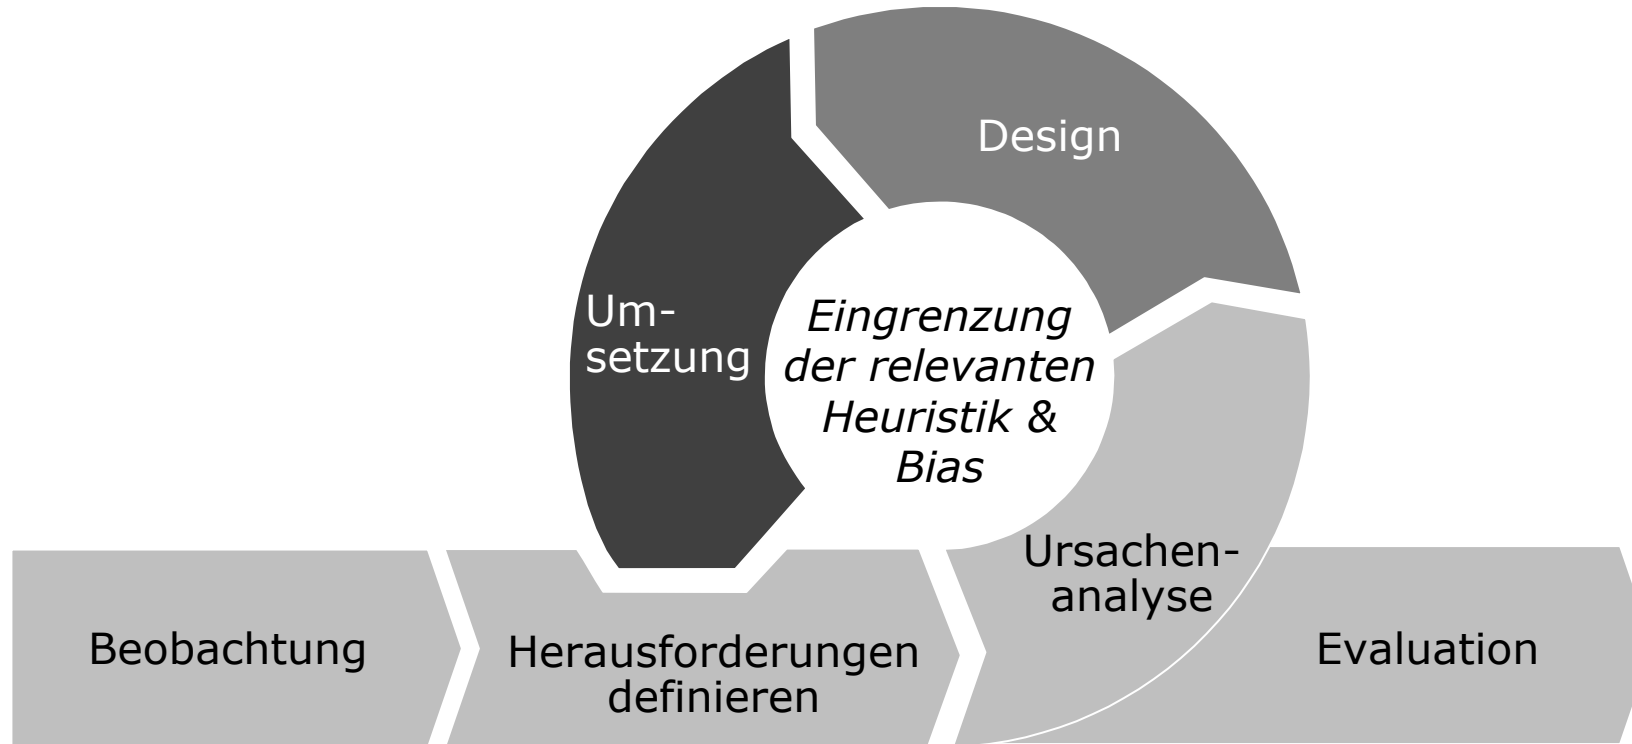 Design
Um-
setzung
Eingrenzung
der relevanten
Heuristik &
Bias
Ursachen-
analyse
Beobachtung
Herausforderungen
definieren
Evaluation